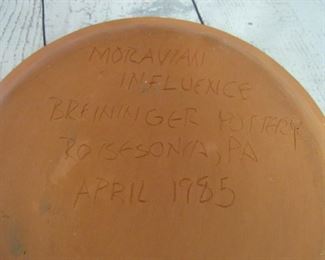 MORAVIAN
INFLUENCE
BREININGER POTTERY
ROBESONIA, PA
APRIL 1985